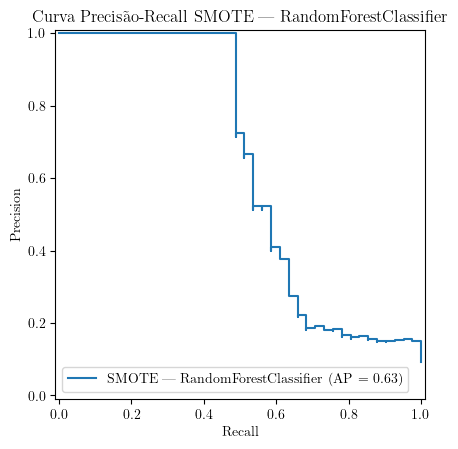 Curva Precisão-Recall SMOTE — RandomForestClassifier
1.0
0.8
0.6
0.4
0.2
0.0
Precision
SMOTE — RandomForestClassifier (AP = 0.63)
0.0 0.2 0.4 0.6 0.8 1.0
Recall